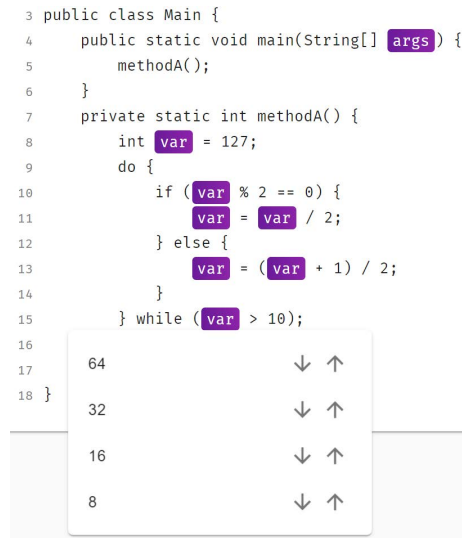 3 public class Main {
4 public static void main(String[] args) {
5 methodA();
6 }
7 private static int methodA() {
8 int var = 127;
9 do {
10 if (var % 2 == 0) {
11 var = var / 2;
12 } else {
13 var = (var + 1) / 2;
14 }
15 } while (var > 10);
16
17
18 }
64 ↓ ↑
32 ↓ ↑
16 ↓ ↑
8 ↓ ↑